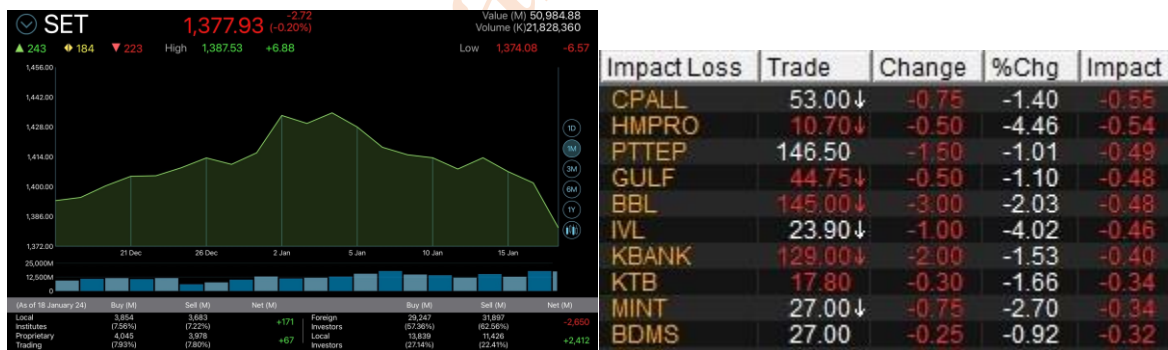 SET 1,377.93 -2.72 (-0.20%) Value (M) 50,984.88
Volume (K)21,828,360
▲ 243 184 ▼ 223 High 1,387.53 +6.88 Low 1,374.08 -6.57
1,456.00
1,442.00
1,428.00
1,414.00
1,400.00
1,386.00
1,372.00
1D
1M
3M
6M
1Y
21 Dec 26 Dec 2 Jan 5 Jan 10 Jan 15 Jan
25,000M
12,500M
0
(As of 18 January 24) Buy (M) Sell (M) Net (M) Buy (M) Sell (M) Net (M)
Local Institutes 3,854 (7.56%) 3,683 (7.22%) +171 Foreign Investors 29,247 (57.36%) 31,897 (62.56%) -2,650
Proprietary Trading 4,045 (7.93%) 3,978 (7.80%) +67 Local Investors 13,839 (27.14%) 11,426 (22.41%) +2,412
Impact Loss Trade Change %Chg Impact
CPALL 53.00↓ -0.75 -1.40 -0.55
HMPRO 10.70↓ -0.50 -4.46 -0.54
PTTEP 146.50 -1.50 -1.01 -0.49
GULF 44.75↓ -0.50 -1.10 -0.48
BBL 145.00↓ -3.00 -2.03 -0.48
IVL 23.90↓ -1.00 -4.02 -0.46
KBANK 129.00↓ -2.00 -1.53 -0.40
KTB 17.80 -0.30 -1.66 -0.34
MINT 27.00↓ -0.75 -2.70 -0.34
BDMS 27.00 -0.25 -0.92 -0.32